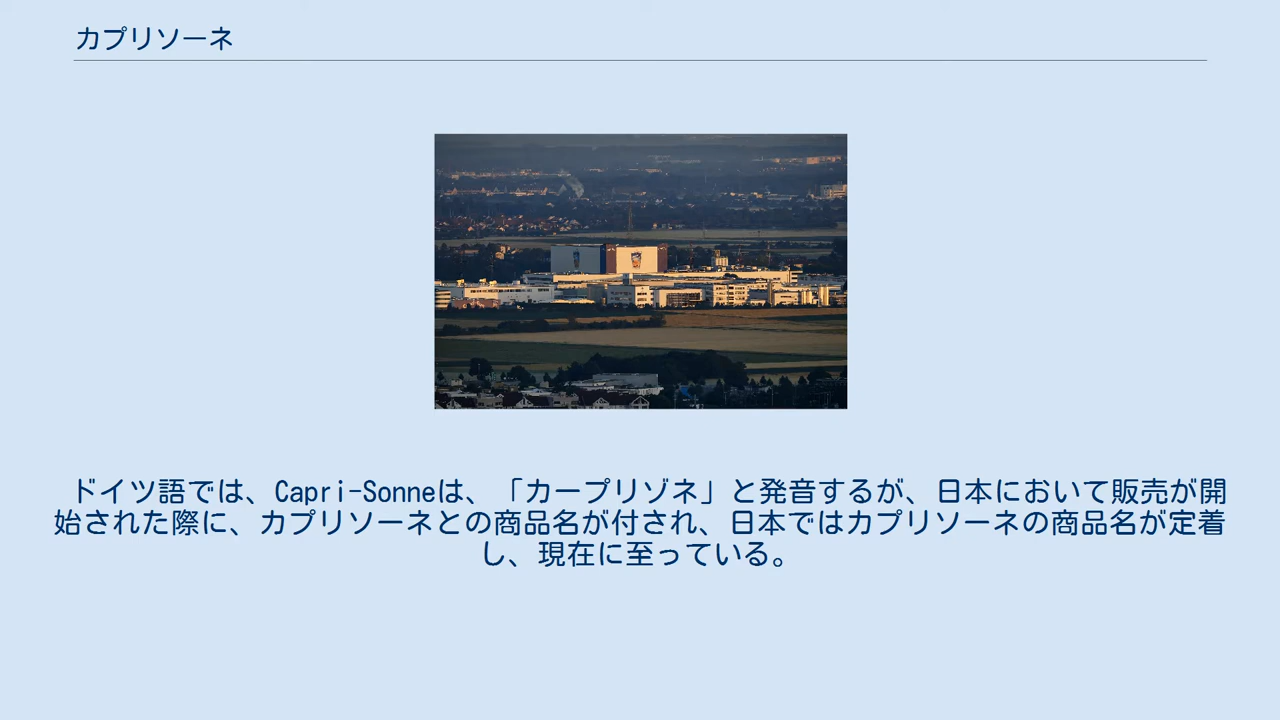 カプリソーネ
ドイツ語では、Capri-Sonneは、「カープリゾネ」と発音するが、日本において販売が開
始された際に、カプリソーネとの商品名が付され、日本ではカプリソーネの商品名が定着
し、現在に至っている。